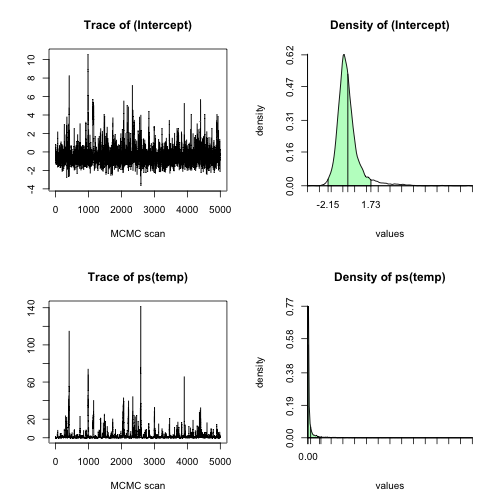 Trace of (Intercept)
10
8
6
4
2
0
-2
-4
0 1000 2000 3000 4000 5000
MCMC scan
Density of (Intercept)
density
0.62
0.47
0.31
0.16
0.00
-2.15 1.73
values
Trace of ps(temp)
140
100
60
20
0
0 1000 2000 3000 4000 5000
MCMC scan
Density of ps(temp)
density
0.77
0.58
0.38
0.19
0.00
0.00
values